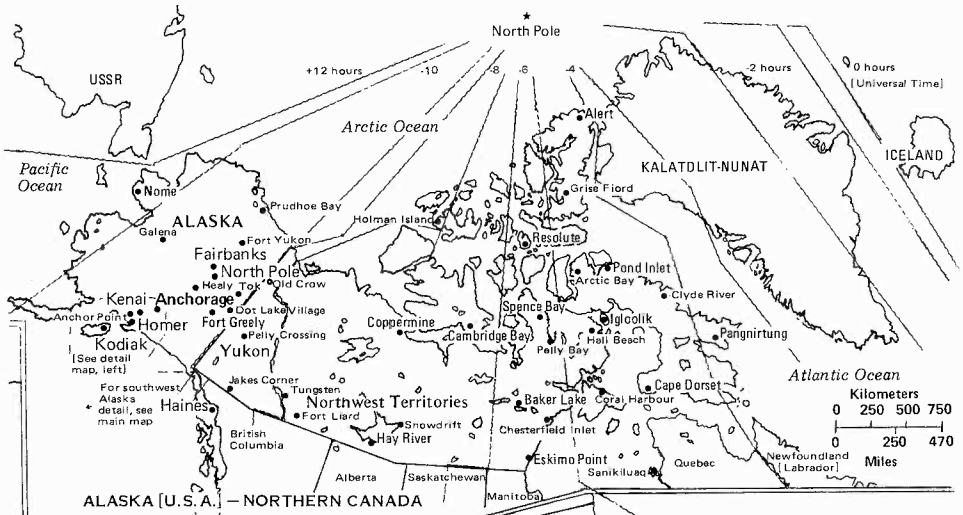 North Pole
USSR
+12 hours
-10
-8
-6
-4
-2 hours
0 hours
[Universal Time]
Arctic Ocean
Alert
KALATDLIT-NUNAT
ICELAND
Pacific
Ocean
Nome
Grise Fiord
Prudhoe Bay
Holman Island
ALASKA
Galena
Fort Yukon
Resolute
Fairbanks
North Pole
Pond Inlet
Healy
Tok
Old Crow
Arctic Bay
Kenai
Anchorage
Clyde River
Anchor Point
Homer
Dot Lake Village
Fort Greely
Spence Bay
Igloolik
Coppermine
Cambridge Bay
Hall Beach
Kodiak
Pelly Crossing
Pangnirtung
[See detail
map, left]
Yukon
Pelly Bay
Atlantic Ocean
For southwest
Alaska
* detail, see
main map
Jakes Corner
Tungsten
Cape Dorset
Kilometers
0 250 500 750
Haines
Northwest Territories
Baker Lake
Coral Harbour
Fort Liard
Snowdrift
Chesterfield Inlet
0 250 470
Miles
British
Columbia
Hay River
Eskimo Point
Sanikiluaq
Quebec
Newfoundland
[Labrador]
Alberta
Saskatchewan
Manitoba
ALASKA [U.S.A.] — NORTHERN CANADA